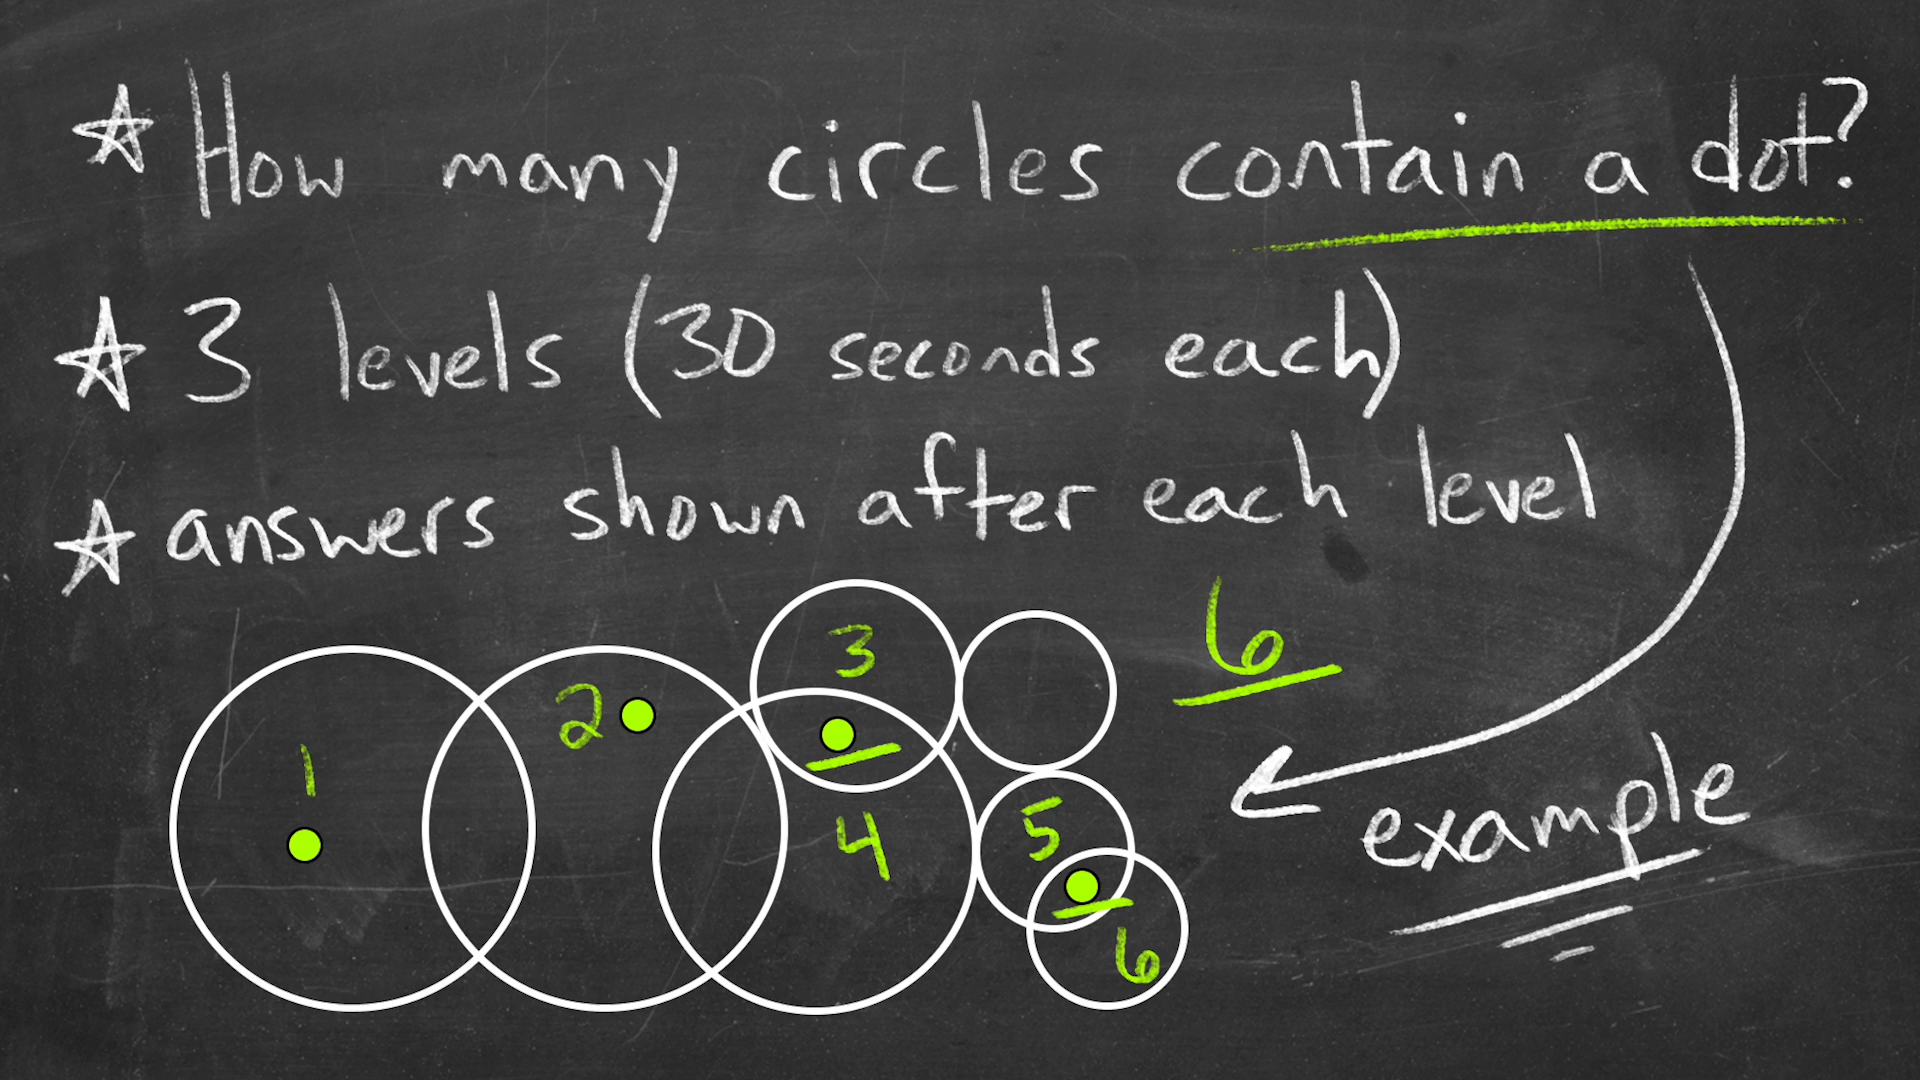 ☆ How many circles contain a dot?
☆ 3 levels (30 seconds each)
☆ answers shown after each level
3
6
2
1
5
4
example
6